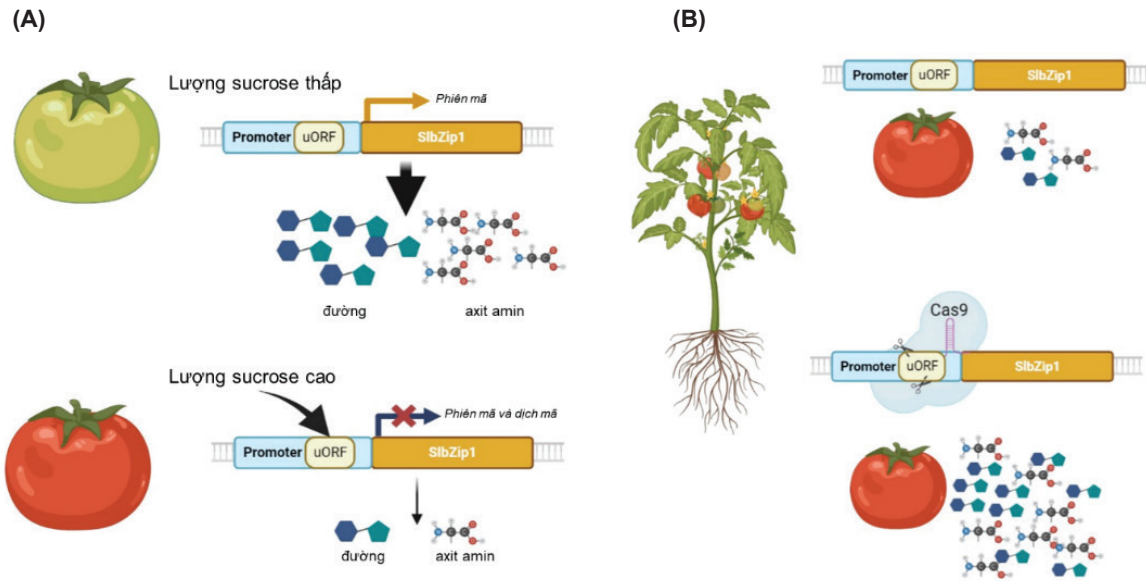 (A)
Lượng sucrose thấp
Phiên mã
Promoter uORF SlbZip1
đường axit amin
Lượng sucrose cao
Phiên mã và dịch mã
Promoter uORF SlbZip1
đường axit amin
(B)
Promoter uORF SlbZip1
Cas9
Promoter uORF SlbZip1